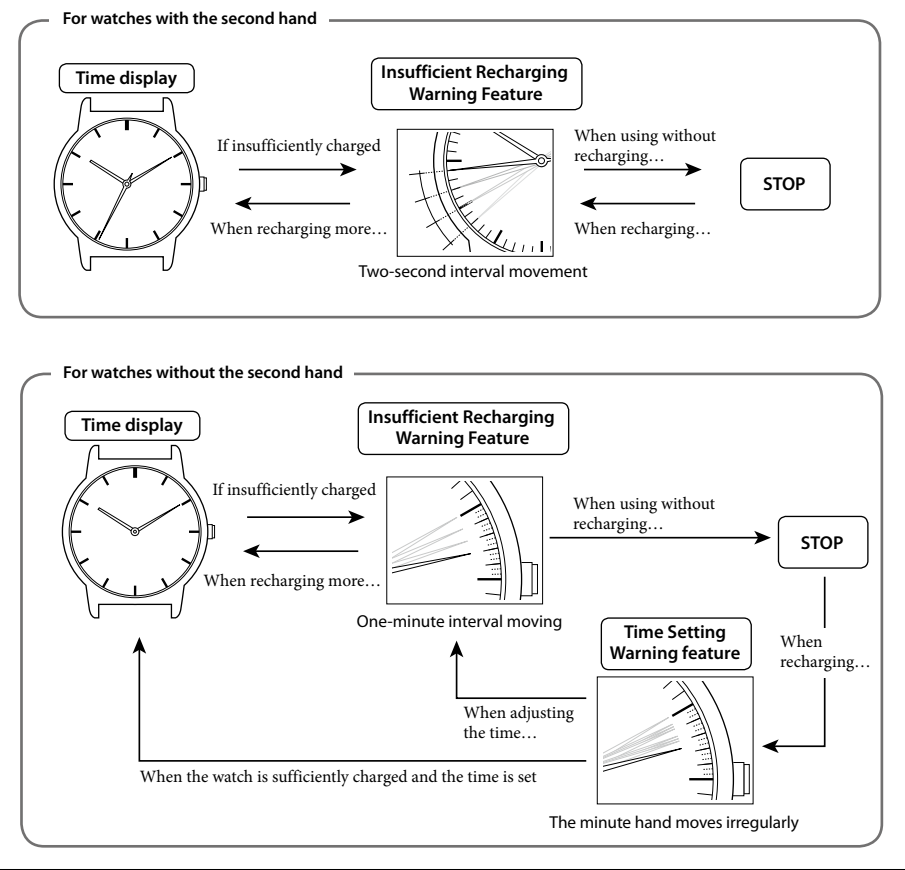 For watches with the second hand
Time display
Insufficient Recharging
Warning Feature
If insufficiently charged
When recharging more…
Two-second interval movement
When using without
recharging…
When recharging…
STOP
For watches without the second hand
Time display
Insufficient Recharging
Warning Feature
If insufficiently charged
When recharging more…
One-minute interval moving
When using without
recharging…
STOP
When
recharging…
Time Setting
Warning feature
When adjusting
the time…
When the watch is sufficiently charged and the time is set
The minute hand moves irregularly